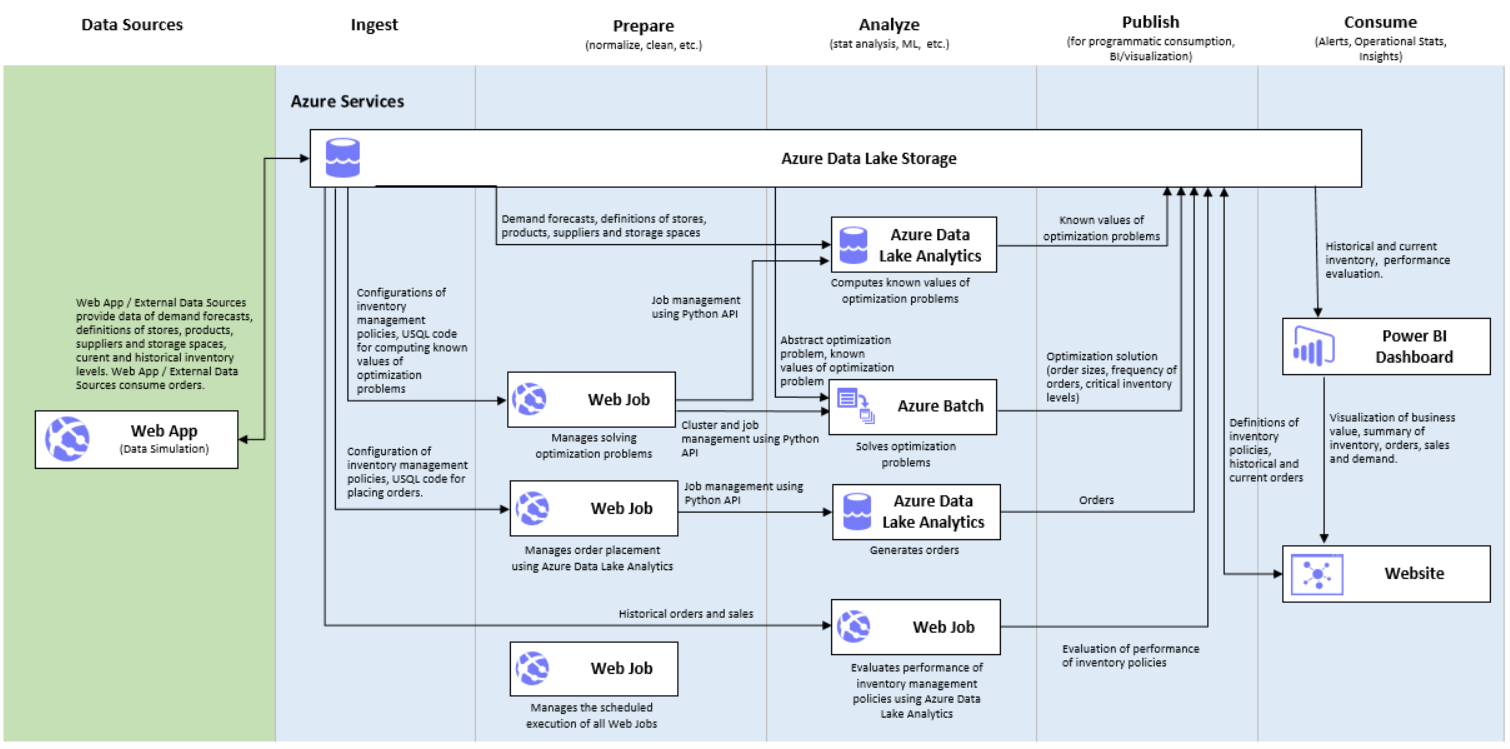 Data Sources
Ingest
Prepare
(normalize, clean, etc.)
Analyze
(stat analysis, ML, etc.)
Publish
(for programmatic consumption,
BI/visualization)
Consume
(Alerts, Operational Stats,
Insights)
Azure Services
Azure Data Lake Storage
Demand forecasts, definitions of stores,
products, suppliers and storage spaces
Azure Data
Lake Analytics
Computes known values of
optimization problems
Known values of
optimization problems
Historical and current
inventory, performance
evaluation.
Web App / External Data Sources
provide data of demand forecasts,
definitions of stores, products,
suppliers and storage spaces,
curent and historical inventory
levels. Web App / External Data
Sources consume orders.
Configurations of
inventory
management
policies, USQL code
for computing known
values of
optimization
problems
Job management
using Python API
Abstract optimization
problem, known
values of optimization
problem
Optimization solution
(order sizes, frequency of
orders, critical inventory
levels)
Power BI
Dashboard
Web Job
Manages solving
optimization problems
Cluster and job
management using Python
API
Azure Batch
Solves optimization
problems
Web App
(Data Simulation)
Definitions of
inventory
policies,
historical and
current orders
Visualization of business
value, summary of
inventory, orders, sales
and demand.
Configuration of
inventory management
policies, USQL code for
placing orders.
Web Job
Manages order placement
using Azure Data Lake Analytics
Job management using
Python API
Azure Data
Lake Analytics
Generates orders
Orders
Website
Historical orders and sales
Web Job
Evaluates performance of
inventory management
policies using Azure Data
Lake Analytics
Evaluation of performance
of inventory policies
Web Job
Manages the scheduled
execution of all Web Jobs